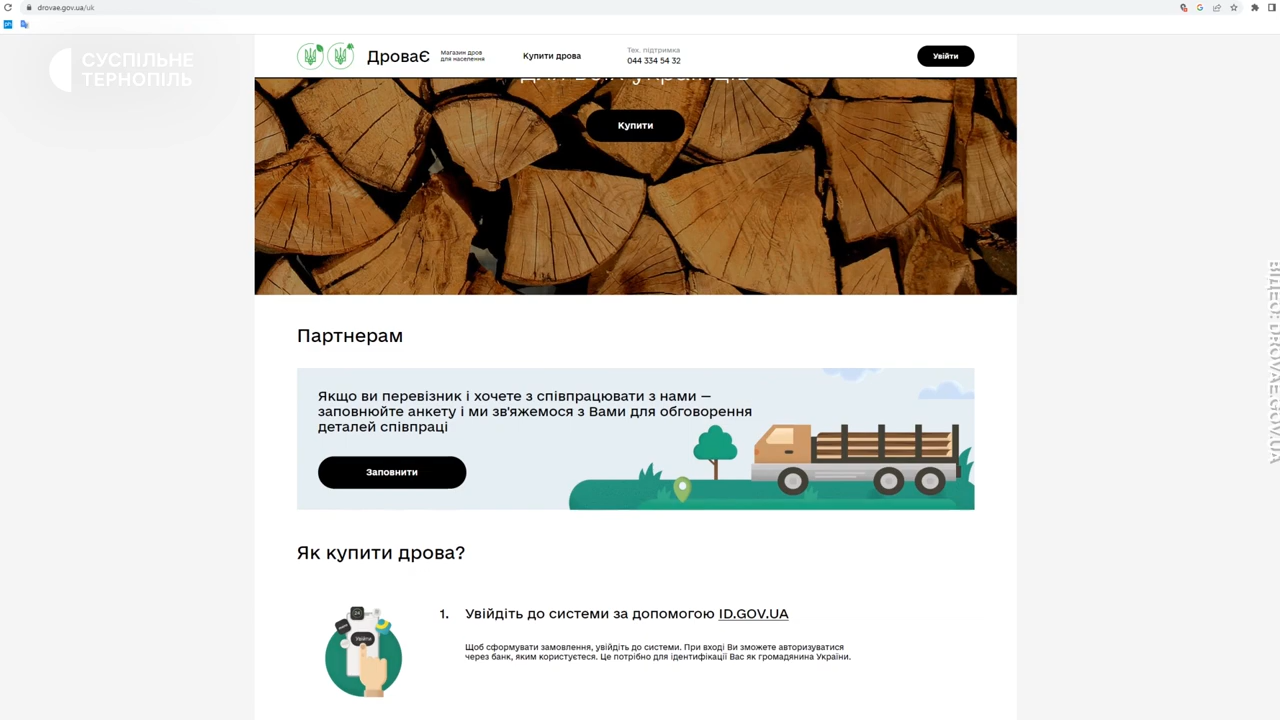 drovae.gov.ua/uk
СУСПІЛЬНЕ
ТЕРНОПІЛЬ
ДроваЄ
Магазин дров
для населення
Купити дрова
Тех. підтримка
044 334 54 32
Увійти
для всіх українців
Купити
Партнерам
Якщо ви перевізник і хочете з співпрацювати з нами —
заповнюйте анкету і ми зв'яжемося з Вами для обговорення
деталей співпраці
Заповнити
Як купити дрова?
Увійти
1. Увійдіть до системи за допомогою ID.GOV.UA
Щоб сформувати замовлення, увійдіть до системи. При вході Ви зможете авторизуватися
через банк, яким користуєтеся. Це потрібно для ідентифікації Вас як громадянина України.
ВІДЕО: DROVAE.GOV.UA